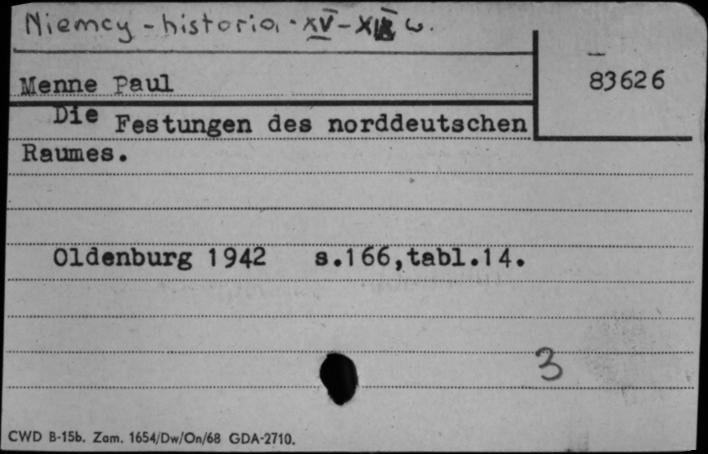 Niemcy - historia - XV - w.
Menne Paul
83626
Die Festungen des norddeutschen
Raumes.
Oldenburg 1942 s.166,tabl.14.
3
CWD B-15b. Zam. 1654/Dw/On/68 GDA-2710.